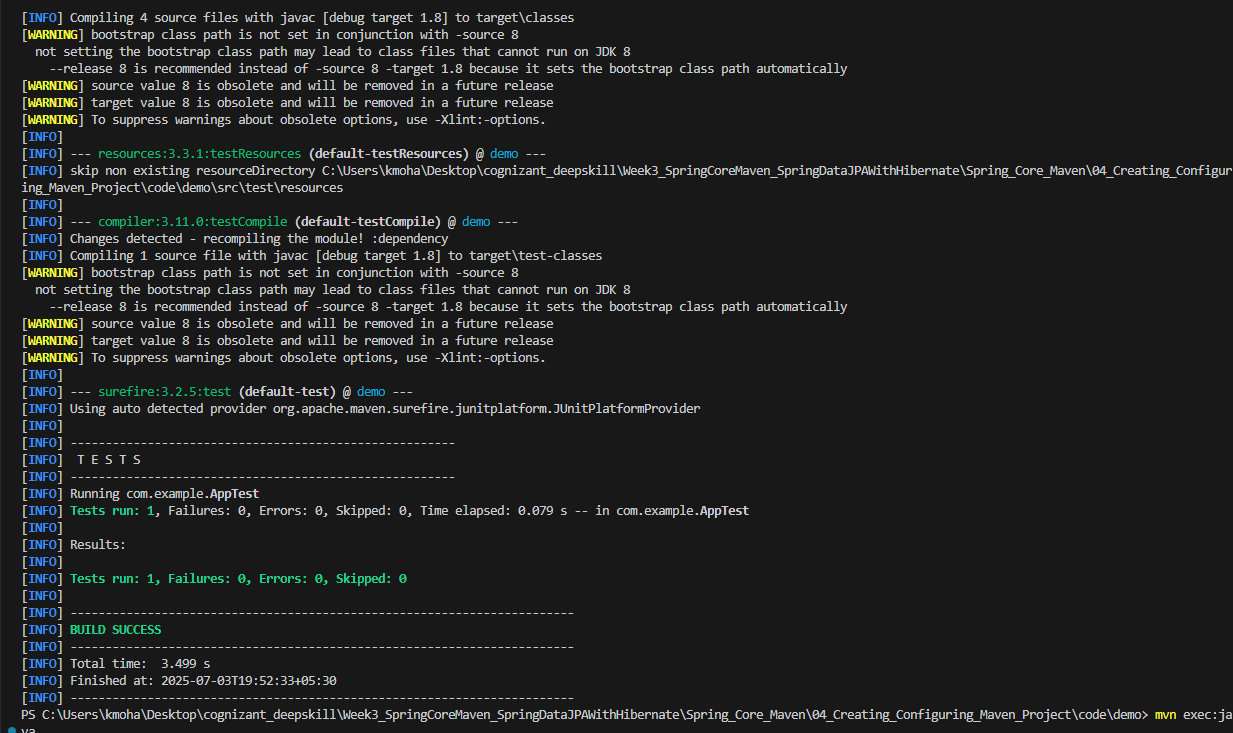 [INFO] Compiling 4 source files with javac [debug target 1.8] to target\classes
[WARNING] bootstrap class path is not set in conjunction with -source 8
  not setting the bootstrap class path may lead to class files that cannot run on JDK 8
    --release 8 is recommended instead of -source 8 -target 1.8 because it sets the bootstrap class path automatically
[WARNING] source value 8 is obsolete and will be removed in a future release
[WARNING] target value 8 is obsolete and will be removed in a future release
[WARNING] To suppress warnings about obsolete options, use -Xlint:-options.
[INFO]
[INFO] --- resources:3.3.1:testResources (default-testResources) @ demo ---
[INFO] skip non existing resourceDirectory C:\Users\kmoha\Desktop\cognizant_deepskill\Week3_SpringCoreMaven_SpringDataJPAWithHibernate\Spring_Core_Maven\04_Creating_Configur
ing_Maven_Project\code\demo\src\test\resources
[INFO]
[INFO] --- compiler:3.11.0:testCompile (default-testCompile) @ demo ---
[INFO] Changes detected - recompiling the module! :dependency
[INFO] Compiling 1 source file with javac [debug target 1.8] to target\test-classes
[WARNING] bootstrap class path is not set in conjunction with -source 8
  not setting the bootstrap class path may lead to class files that cannot run on JDK 8
    --release 8 is recommended instead of -source 8 -target 1.8 because it sets the bootstrap class path automatically
[WARNING] source value 8 is obsolete and will be removed in a future release
[WARNING] target value 8 is obsolete and will be removed in a future release
[WARNING] To suppress warnings about obsolete options, use -Xlint:-options.
[INFO]
[INFO] --- surefire:3.2.5:test (default-test) @ demo ---
[INFO] Using auto detected provider org.apache.maven.surefire.junitplatform.JUnitPlatformProvider
[INFO]
[INFO] -------------------------------------------------------
[INFO]  T E S T S
[INFO] -------------------------------------------------------
[INFO] Running com.example.AppTest
[INFO] Tests run: 1, Failures: 0, Errors: 0, Skipped: 0, Time elapsed: 0.079 s -- in com.example.AppTest
[INFO]
[INFO] Results:
[INFO]
[INFO] Tests run: 1, Failures: 0, Errors: 0, Skipped: 0
[INFO]
[INFO] ------------------------------------------------------------------------
[INFO] BUILD SUCCESS
[INFO] ------------------------------------------------------------------------
[INFO] Total time:  3.499 s
[INFO] Finished at: 2025-07-03T19:52:33+05:30
[INFO] ------------------------------------------------------------------------
PS C:\Users\kmoha\Desktop\cognizant_deepskill\Week3_SpringCoreMaven_SpringDataJPAWithHibernate\Spring_Core_Maven\04_Creating_Configuring_Maven_Project\code\demo> mvn exec:ja
va